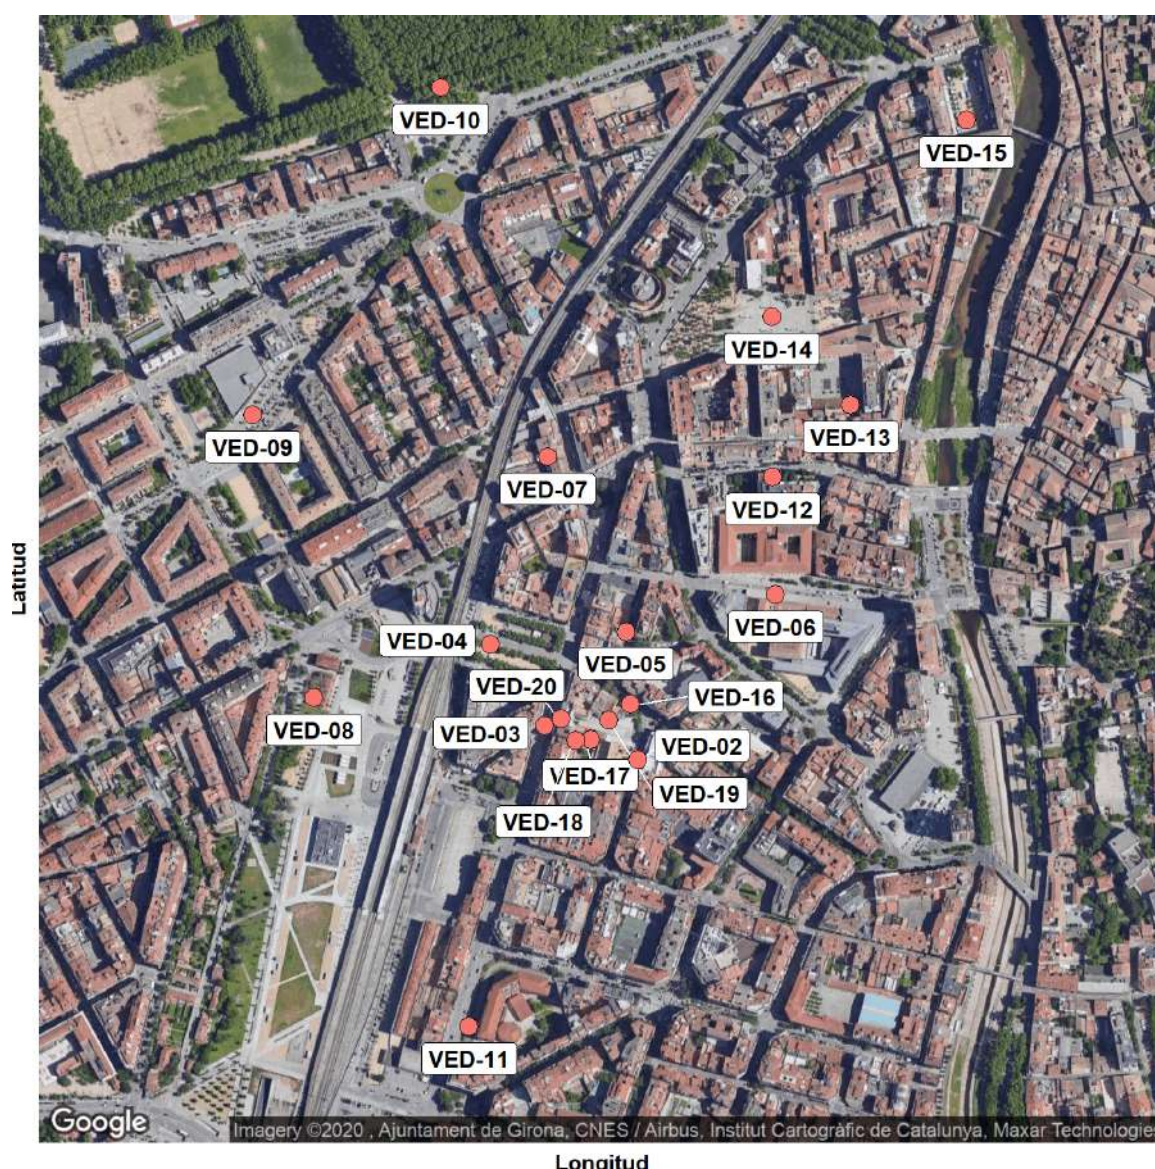 VED-10
VED-15
VED-14
VED-13
VED-09
VED-07
VED-12
VED-06
VED-04
VED-05
VED-20
VED-16
VED-08
VED-03
VED-02
VED-17
VED-19
VED-18
VED-11
Latitud
Google
Imagery ©2020 , Ajuntament de Girona, CNES / Airbus, Institut Cartogràfic de Catalunya, Maxar Technologies
Longitud